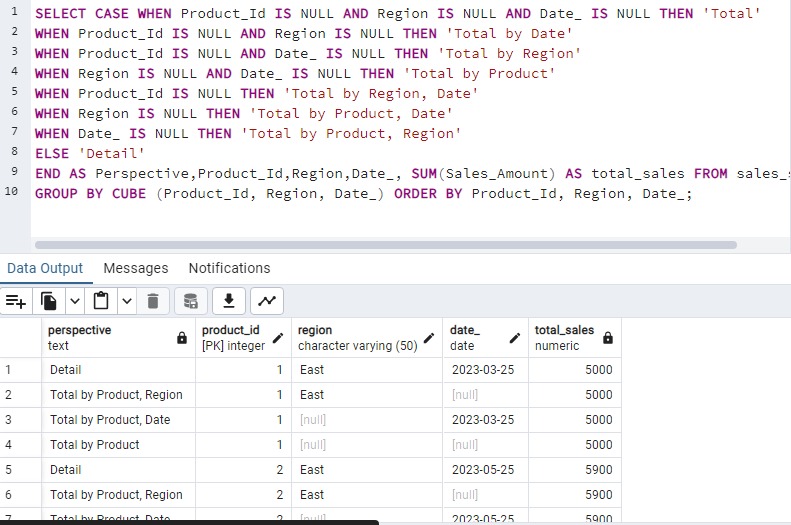 1 SELECT CASE WHEN Product_Id IS NULL AND Region IS NULL AND Date_ IS NULL THEN 'Total'
2 WHEN Product_Id IS NULL AND Region IS NULL THEN 'Total by Date'
3 WHEN Product_Id IS NULL AND Date_ IS NULL THEN 'Total by Region'
4 WHEN Region IS NULL AND Date_ IS NULL THEN 'Total by Product'
5 WHEN Product_Id IS NULL THEN 'Total by Region, Date'
6 WHEN Region IS NULL THEN 'Total by Product, Date'
7 WHEN Date_ IS NULL THEN 'Total by Product, Region'
8 ELSE 'Detail'
9 END AS Perspective,Product_Id,Region,Date_, SUM(Sales_Amount) AS total_sales FROM sales_
10 GROUP BY CUBE (Product_Id, Region, Date_) ORDER BY Product_Id, Region, Date_;
Data Output Messages Notifications
perspective product_id region date_ total_sales
text [PK] integer character varying (50) date numeric
1 Detail 1 East 2023-03-25 5000
2 Total by Product, Region 1 East [null] 5000
3 Total by Product, Date 1 [null] 2023-03-25 5000
4 Total by Product 1 [null] [null] 5000
5 Detail 2 East 2023-05-25 5900
6 Total by Product, Region 2 East [null] 5900
7 Total by Product, Date 2 [null] 2023-05-25 5900